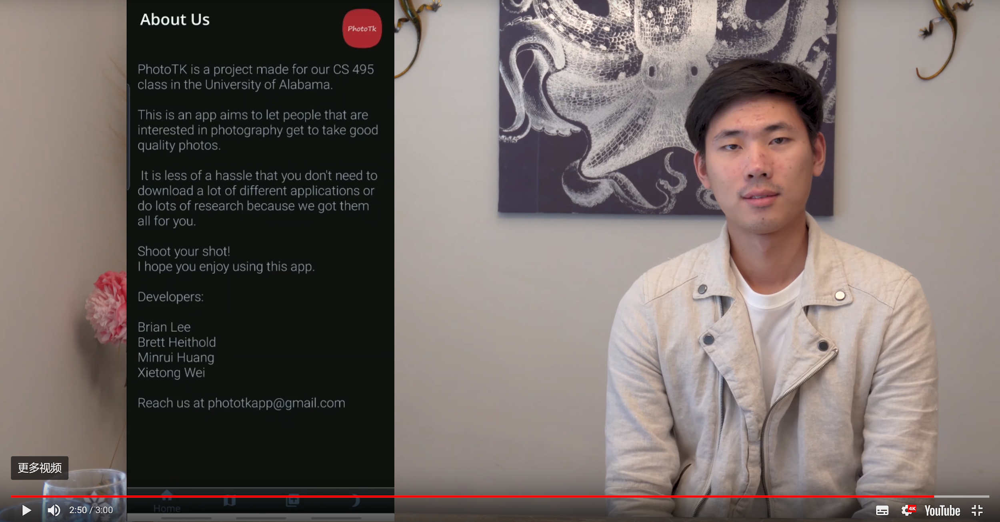 About Us
PhotoTk
PhotoTK is a project made for our CS 495
class in the University of Alabama.
This is an app aims to let people that are
interested in photography get to take good
quality photos.
It is less of a hassle that you don't need to
download a lot of different applications or
do lots of research because we got them
all for you.
Shoot your shot!
I hope you enjoy using this app.
Developers:
Brian Lee
Brett Heithold
Minrui Huang
Xietong Wei
Reach us at phototkapp@gmail.com
更多视频
Home
2:50 / 3:00
4K
YouTube